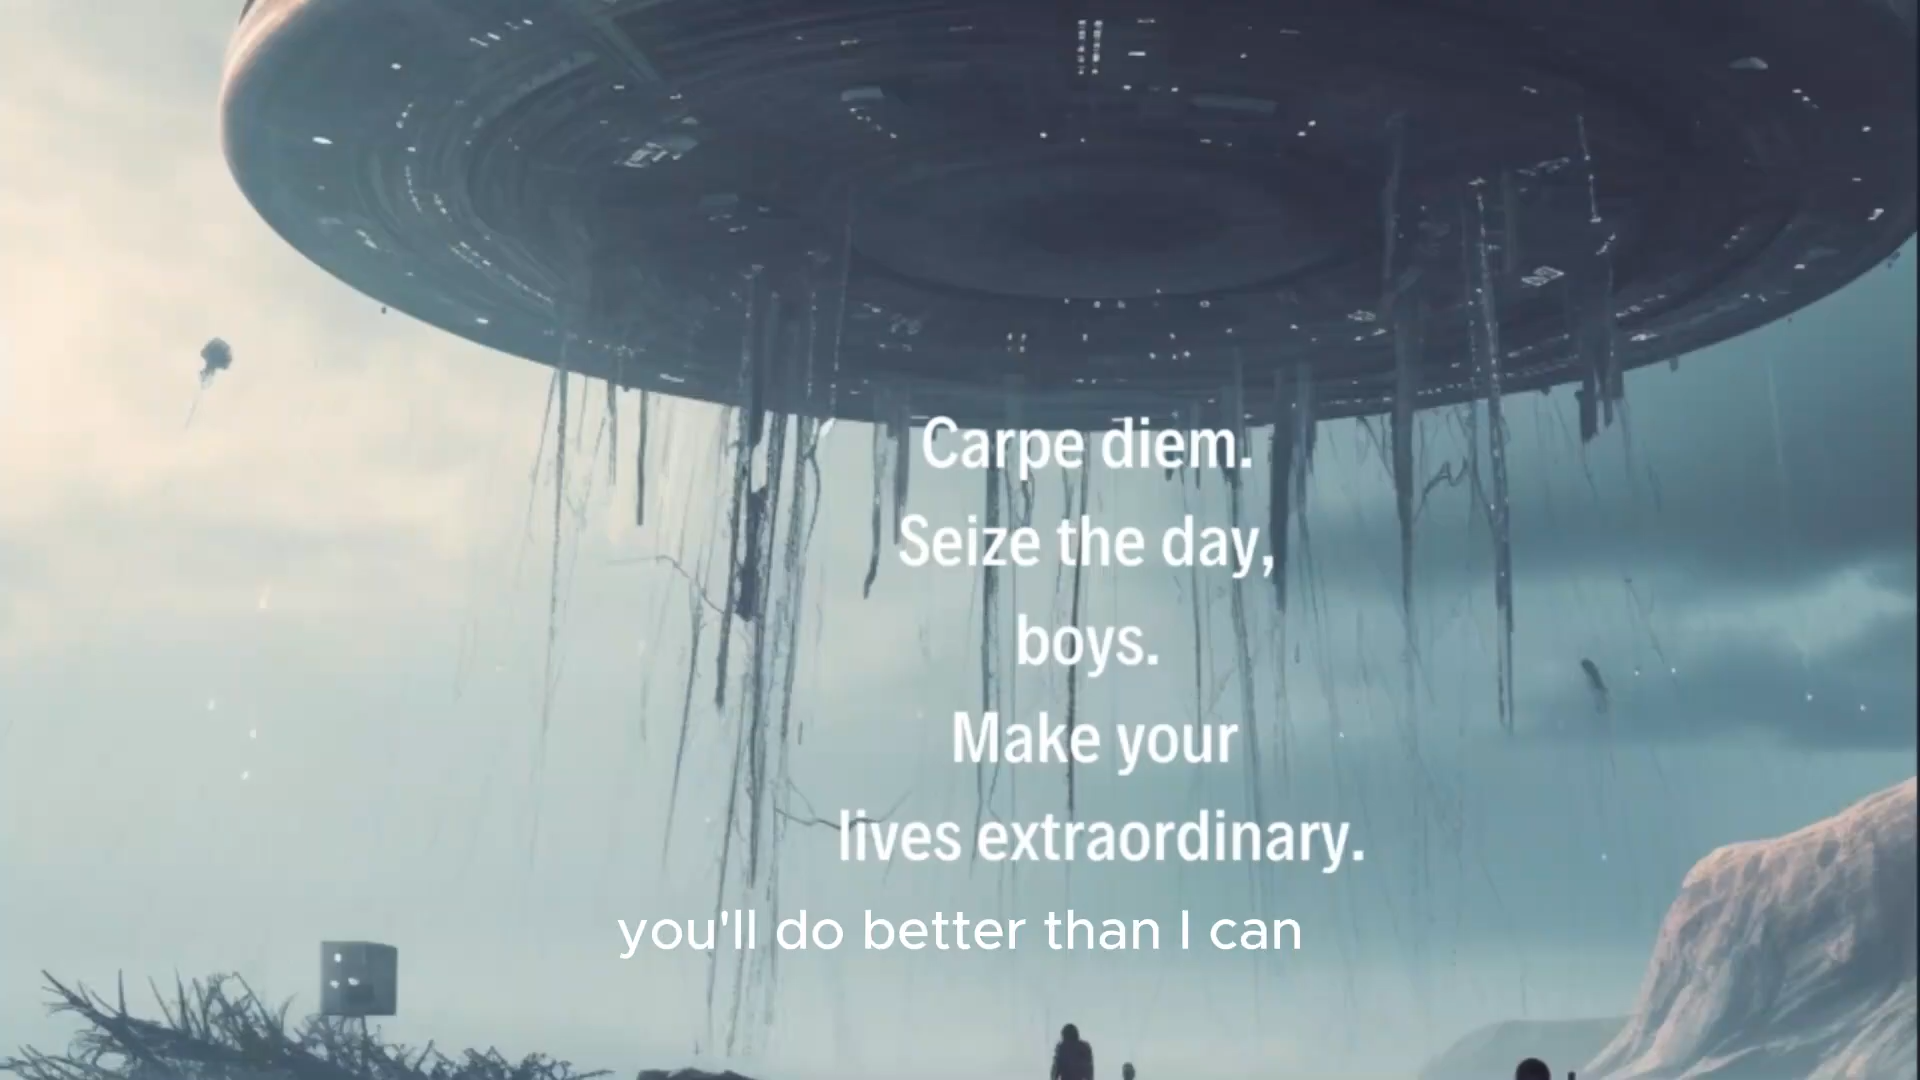 Carpe diem.
Seize the day,
boys.
Make your
lives extraordinary.
you'll do better than I can